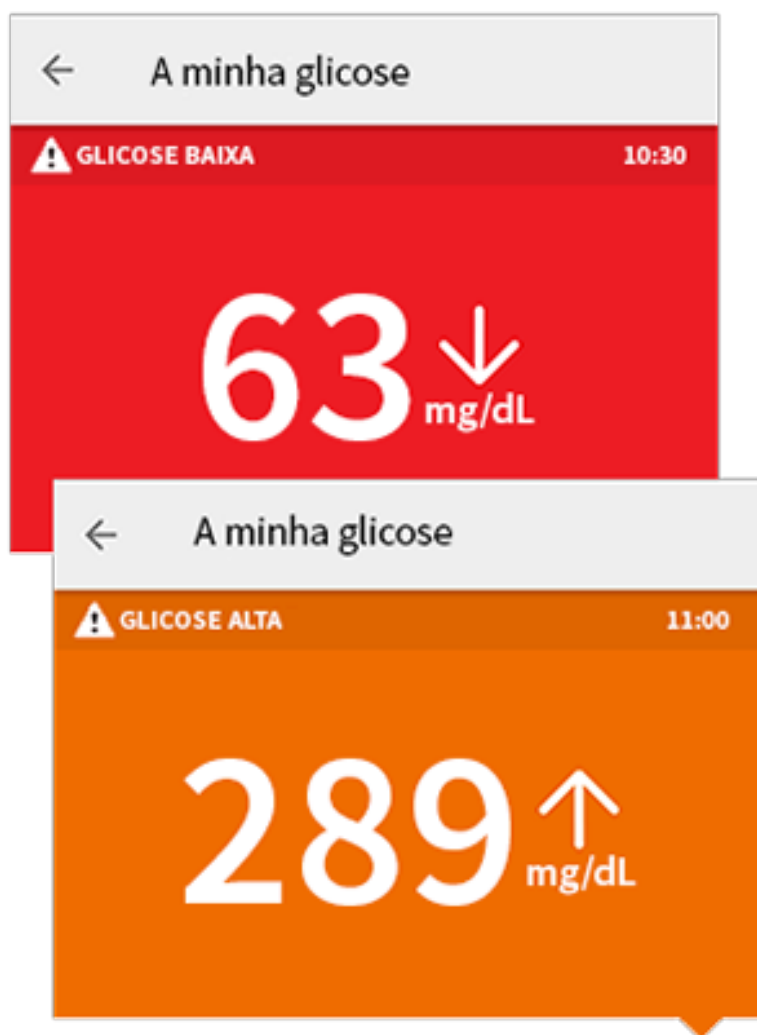 A minha glicose
GLICOSE BAIXA 10:30
63 mg/dL
A minha glicose
GLICOSE ALTA 11:00
289 mg/dL